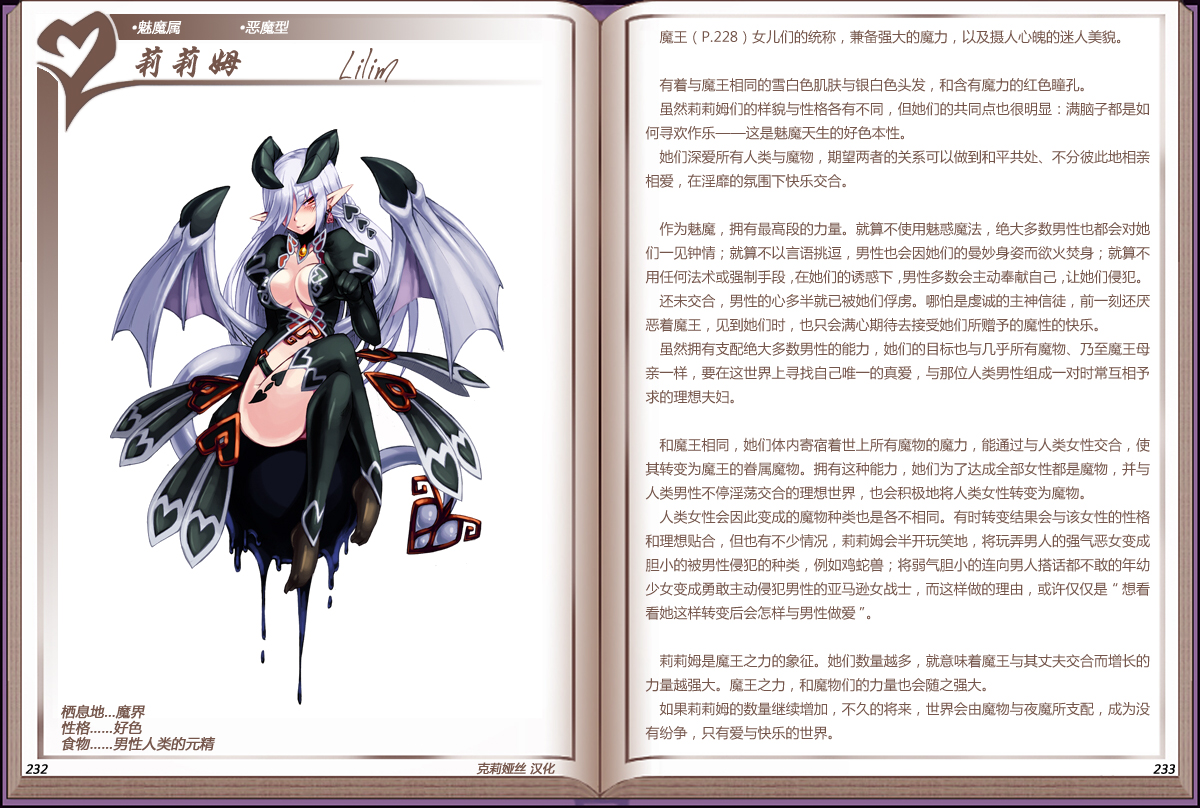 •魅魔属 •恶魔型
莉莉姆 Lilim
栖息地...魔界
性格......好色
食物......男性人类的元精
232
克莉娅丝 汉化
魔王（P.228）女儿们的统称，兼备强大的魔力，以及摄人心魄的迷人美貌。
有着与魔王相同的雪白色肌肤与银白色头发，和含有魔力的红色瞳孔。
虽然莉莉姆们的样貌与性格各有不同，但她们的共同点也很明显：满脑子都是如
何寻欢作乐——这是魅魔天生的好色本性。
她们深爱所有人类与魔物，期望两者的关系可以做到和平共处、不分彼此地相亲
相爱，在淫靡的氛围下快乐交合。
作为魅魔，拥有最高段的力量。就算不使用魅惑魔法，绝大多数男性也都会对她
们一见钟情；就算不以言语挑逗，男性也会因她们的曼妙身姿而欲火焚身；就算不
用任何法术或强制手段，在她们的诱惑下，男性多数会主动奉献自己，让她们侵犯。
还未交合，男性的心多半就已被她们俘虏。哪怕是虔诚的主神信徒，前一刻还厌
恶着魔王，见到她们时，也只会满心期待去接受她们所赠予的魔性的快乐。
虽然拥有支配绝大多数男性的能力，她们的目标也与几乎所有魔物、乃至魔王母
亲一样，要在这世界上寻找自己唯一的真爱，与那位人类男性组成一对时常互相予
求的理想夫妇。
和魔王相同，她们体内寄宿着世上所有魔物的魔力，能通过与人类女性交合，使
其转变为魔王的眷属魔物。拥有这种能力，她们为了达成全部女性都是魔物，并与
人类男性不停淫荡交合的理想世界，也会积极地将人类女性转变为魔物。
人类女性会因此变成的魔物种类也是各不相同。有时转变结果会与该女性的性格
和理想贴合，但也有不少情况，莉莉姆会半开玩笑地，将玩弄男人的强气恶女变成
胆小的被男性侵犯的种类，例如鸡蛇兽；将弱气胆小的连向男人搭话都不敢的年幼
少女变成勇敢主动侵犯男性的亚马逊女战士，而这样做的理由，或许仅仅是“想看
看她这样转变后会怎样与男性做爱”。
莉莉姆是魔王之力的象征。她们数量越多，就意味着魔王与其丈夫交合而增长的
力量越强大。魔王之力，和魔物们的力量也会随之强大。
如果莉莉姆的数量继续增加，不久的将来，世界会由魔物与夜魔所支配，成为没
有纷争，只有爱与快乐的世界。
233